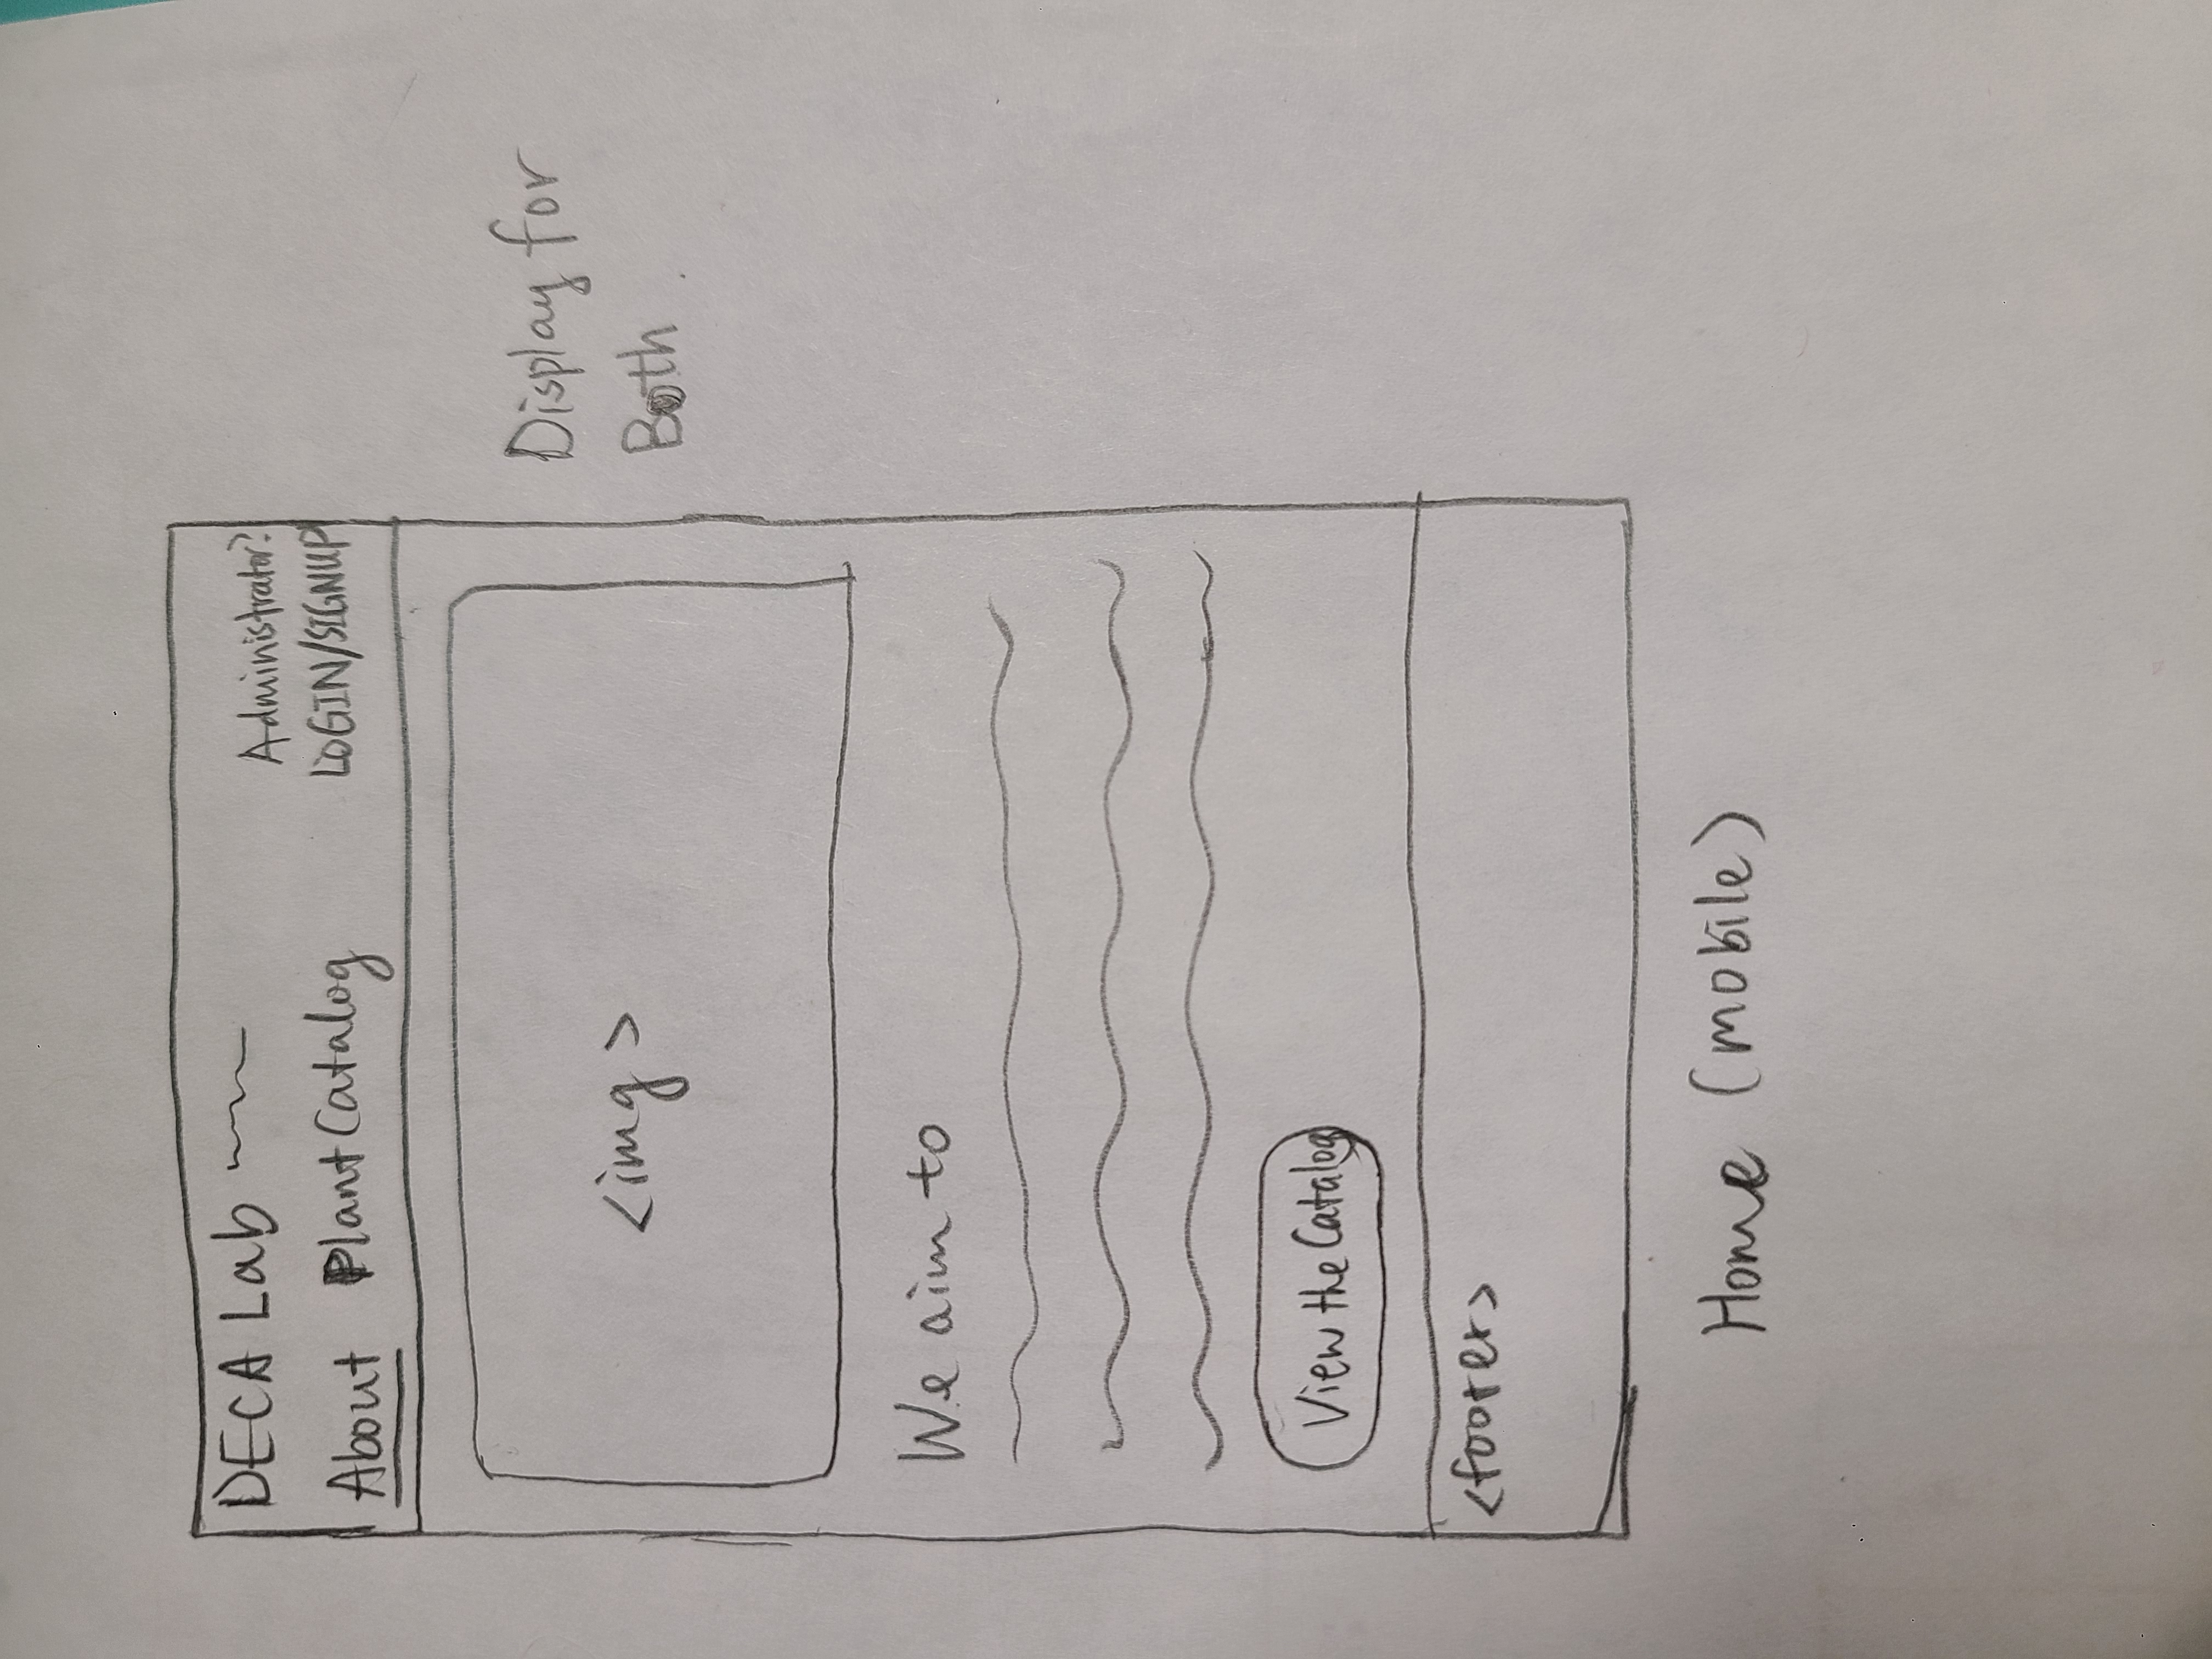 DECA Lab
Administrator?
About Plant Catalog
LOGIN/SIGNUP
<img>
Display for
Both
We aim to
View the Catalog
<footer>
Home (mobile)